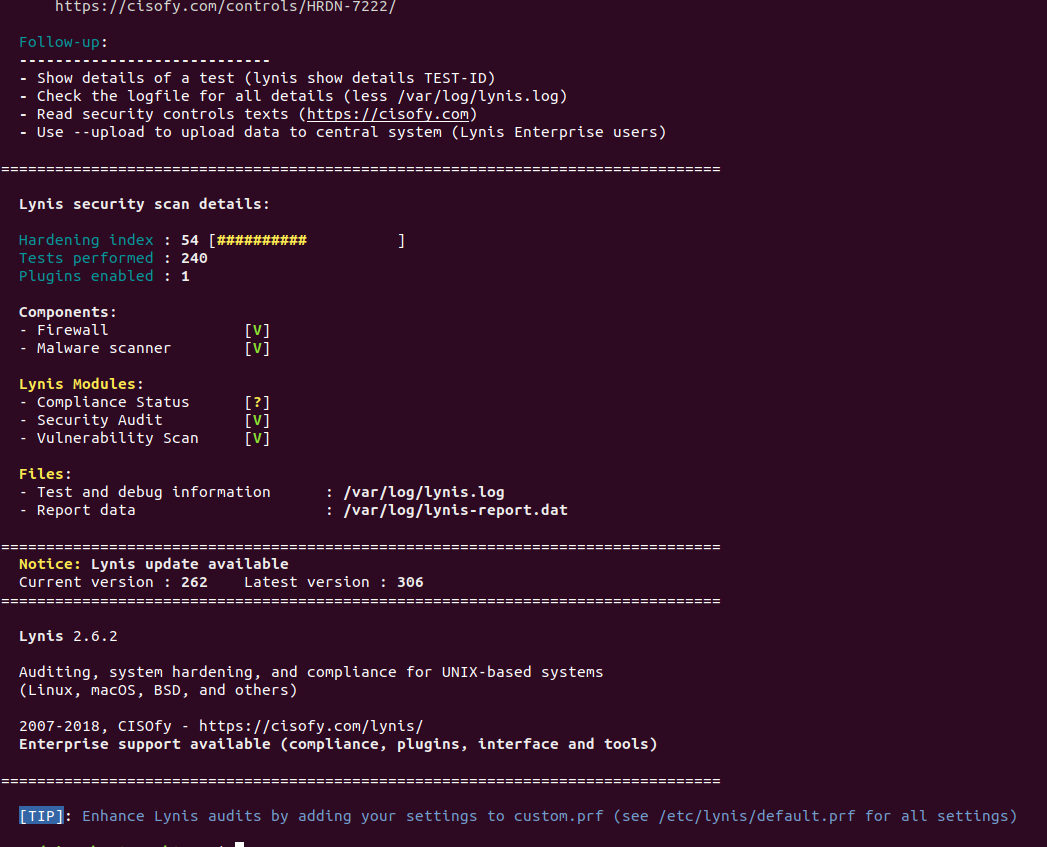 https://cisofy.com/controls/HRDN-7222/
Follow-up:
----------------------------
- Show details of a test (lynis show details TEST-ID)
- Check the logfile for all details (less /var/log/lynis.log)
- Read security controls texts (https://cisofy.com)
- Use --upload to upload data to central system (Lynis Enterprise users)
================================================================================
Lynis security scan details:
Hardening index : 54 [##########          ]
Tests performed : 240
Plugins enabled : 1
Components:
- Firewall               [V]
- Malware scanner        [V]
Lynis Modules:
- Compliance Status      [?]
- Security Audit         [V]
- Vulnerability Scan     [V]
Files:
- Test and debug information      : /var/log/lynis.log
- Report data                     : /var/log/lynis-report.dat
================================================================================
Notice: Lynis update available
Current version : 262    Latest version : 306
================================================================================
Lynis 2.6.2
Auditing, system hardening, and compliance for UNIX-based systems
(Linux, macOS, BSD, and others)
2007-2018, CISOfy - https://cisofy.com/lynis/
Enterprise support available (compliance, plugins, interface and tools)
================================================================================
[TIP]: Enhance Lynis audits by adding your settings to custom.prf (see /etc/lynis/default.prf for all settings)